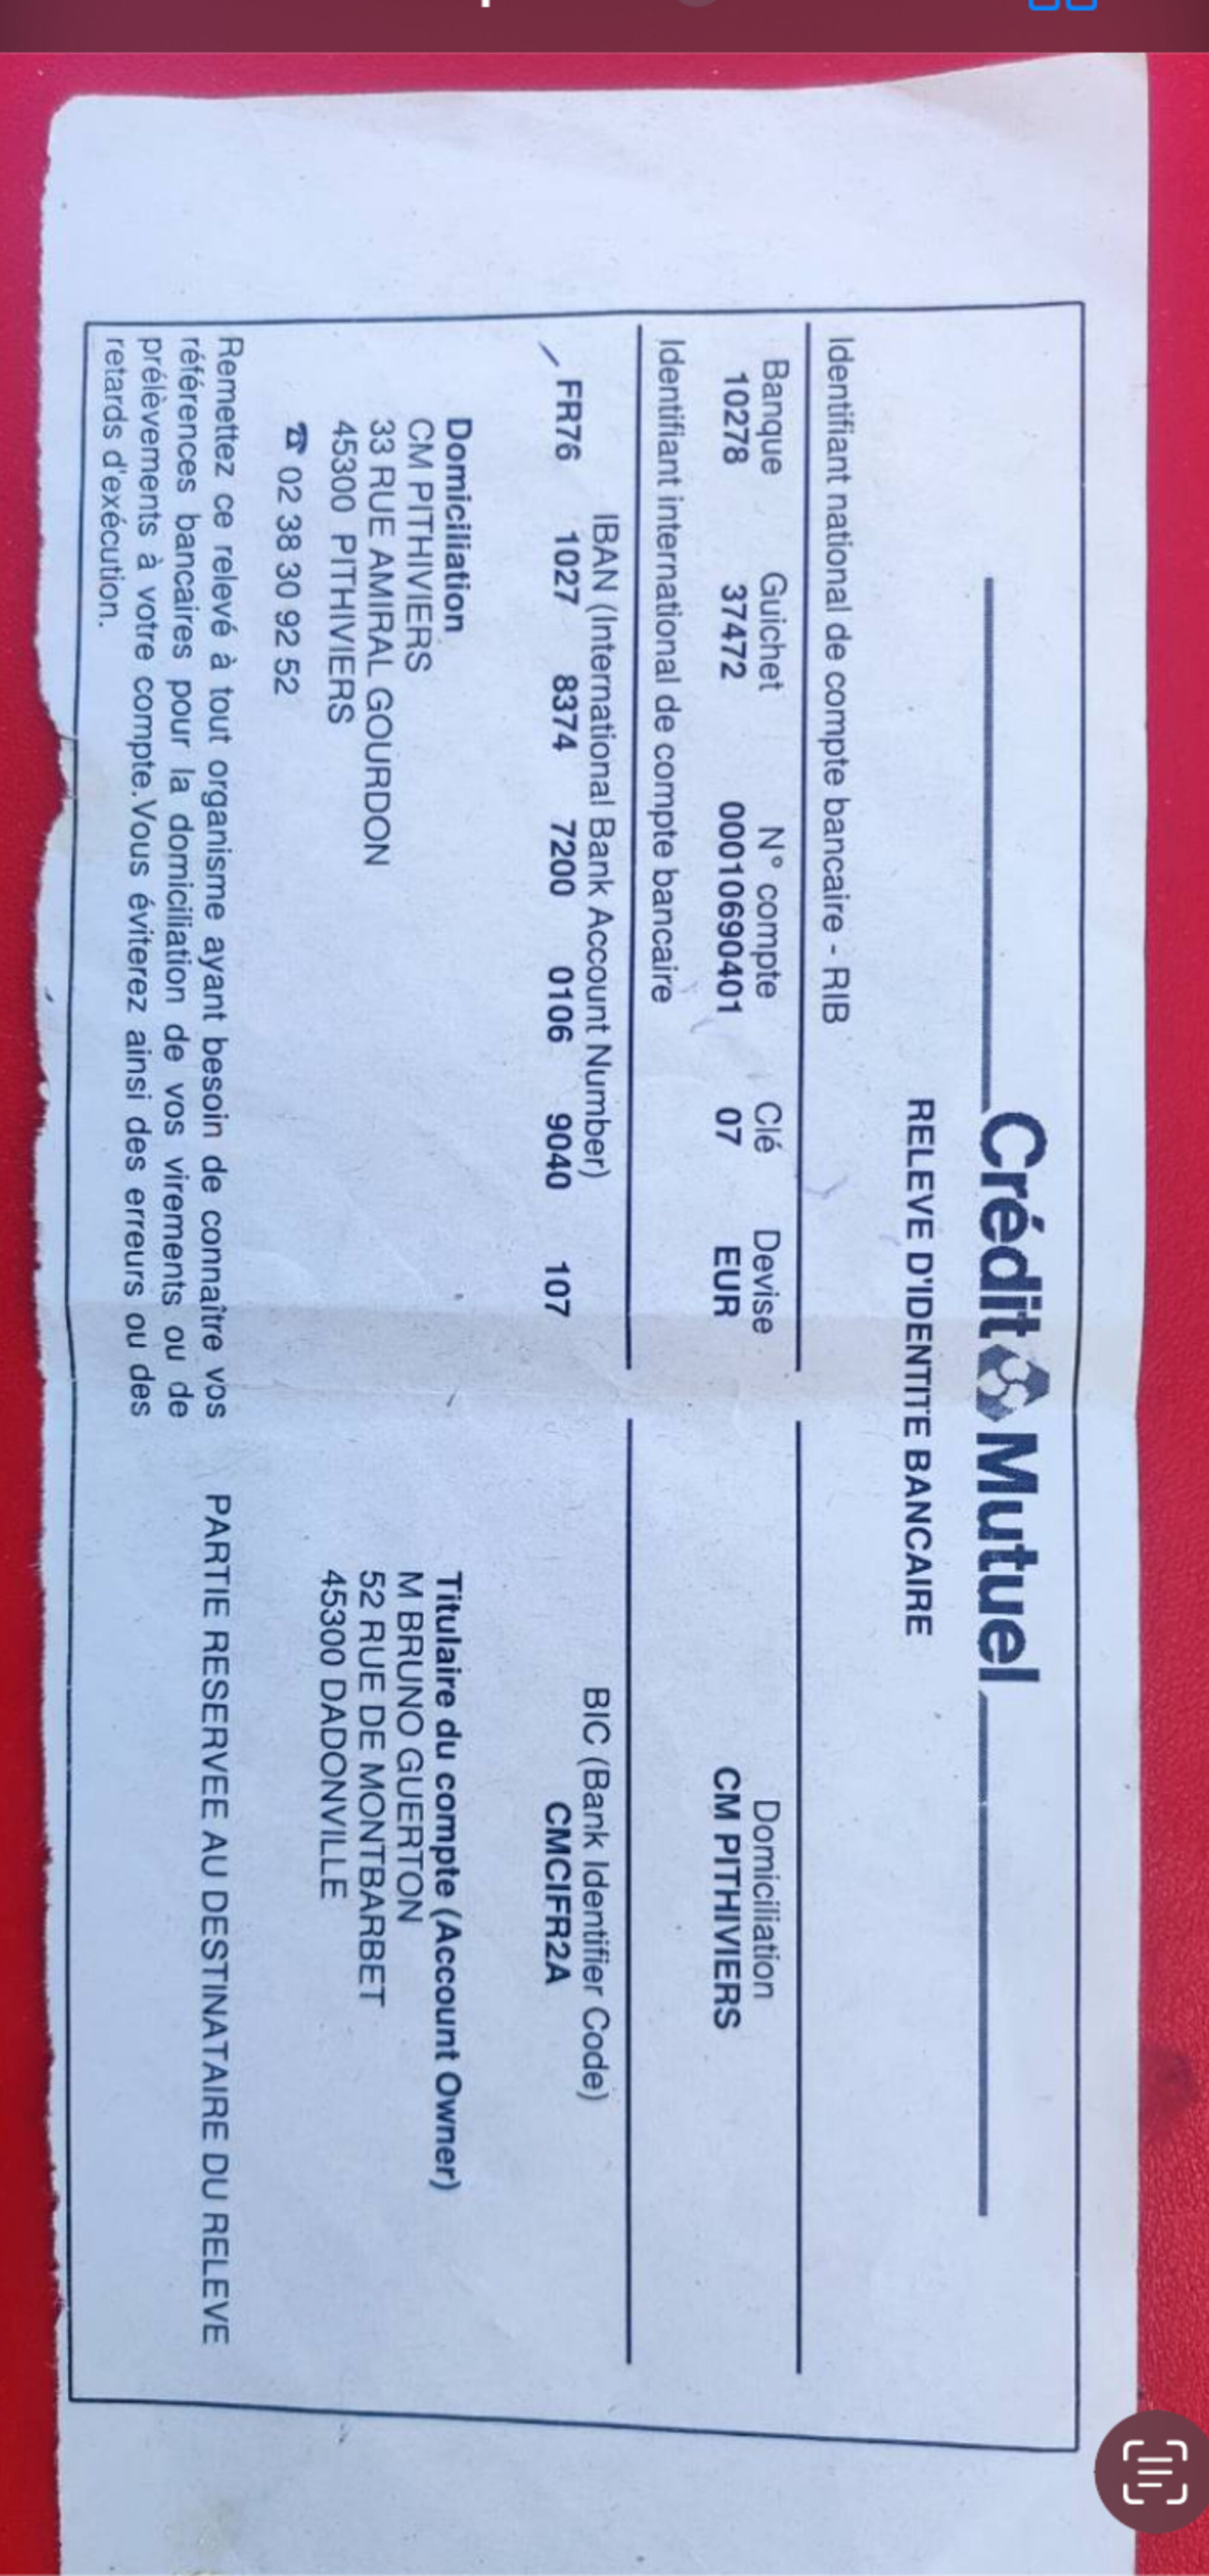 Crédit Mutuel
RELEVE D'IDENTITE BANCAIRE
Identifiant national de compte bancaire - RIB
Banque Guichet N° compte Clé Devise Domiciliation
10278 37472 00010690401 07 EUR CM PITHIVIERS
Identifiant international de compte bancaire
IBAN (International Bank Account Number) BIC (Bank Identifier Code)
FR76 1027 8374 7200 0106 9040 107 CMCIFR2A
Domiciliation
CM PITHIVIERS
33 RUE AMIRAL GOURDON
45300 PITHIVIERS
☎ 02 38 30 92 52
Titulaire du compte (Account Owner)
M BRUNO GUERTON
52 RUE DE MONTBARBET
45300 DADONVILLE
Remettez ce relevé à tout organisme ayant besoin de connaître vos
références bancaires pour la domiciliation de vos virements ou de
prélèvements à votre compte.Vous éviterez ainsi des erreurs ou des
retards d'exécution.
PARTIE RESERVEE AU DESTINATAIRE DU RELEVE